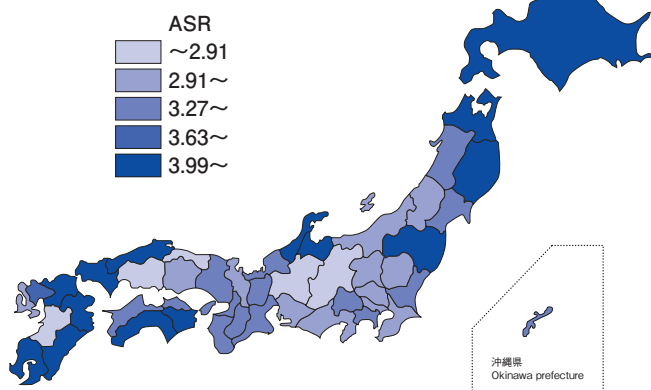 ASR
〜2.91
2.91〜
3.27〜
3.63〜
3.99〜
沖縄県
Okinawa prefecture